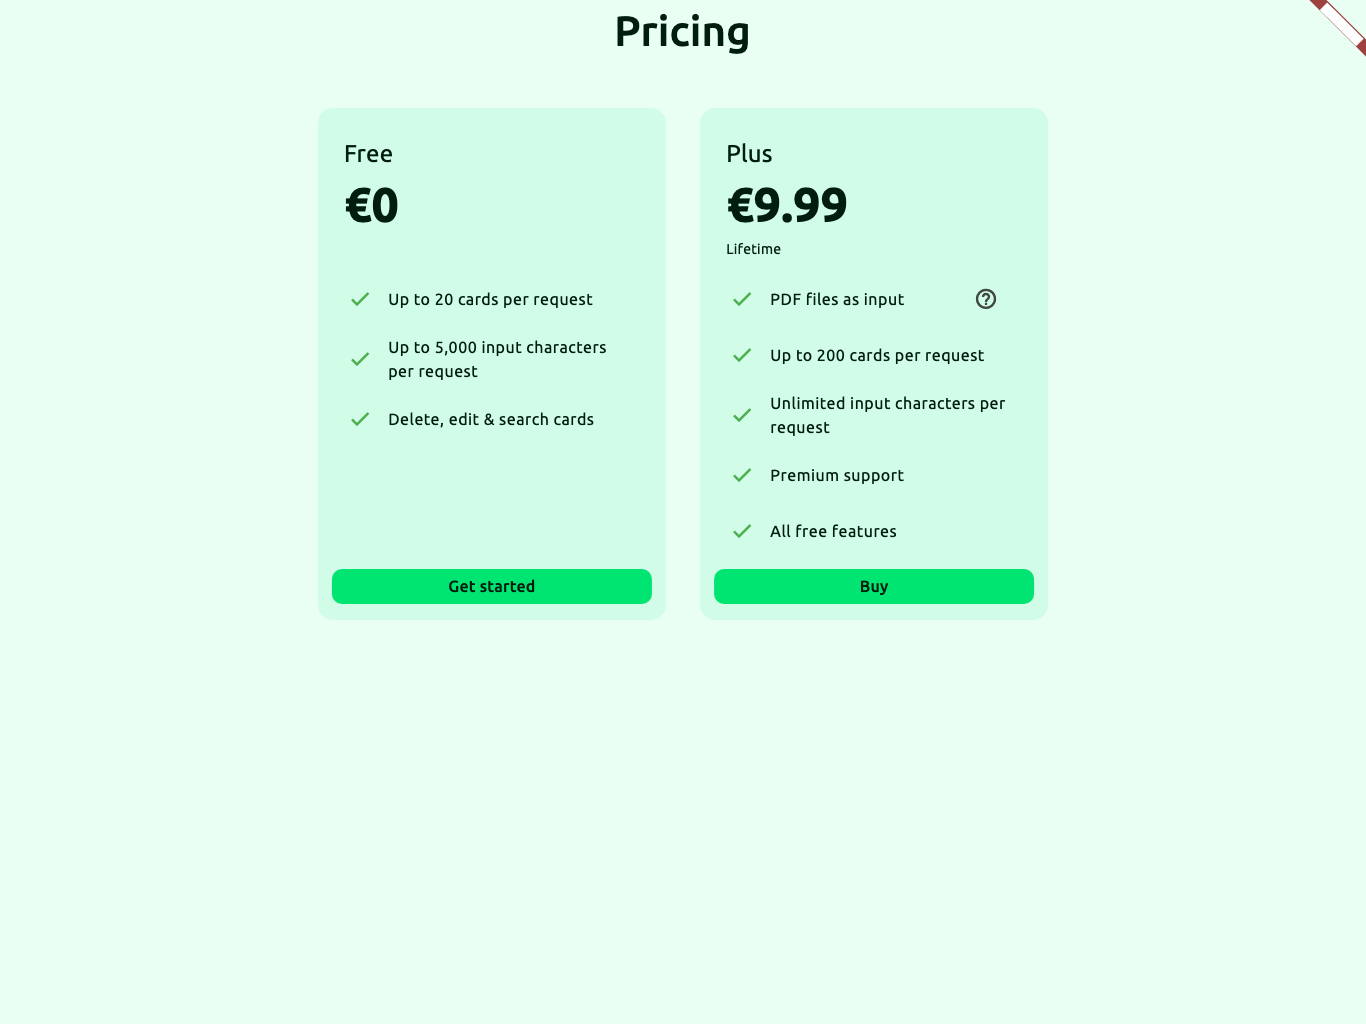 Pricing
Free
€0
Up to 20 cards per request
Up to 5,000 input characters
per request
Delete, edit & search cards
Get started
Plus
€9.99
Lifetime
PDF files as input
Up to 200 cards per request
Unlimited input characters per
request
Premium support
All free features
Buy